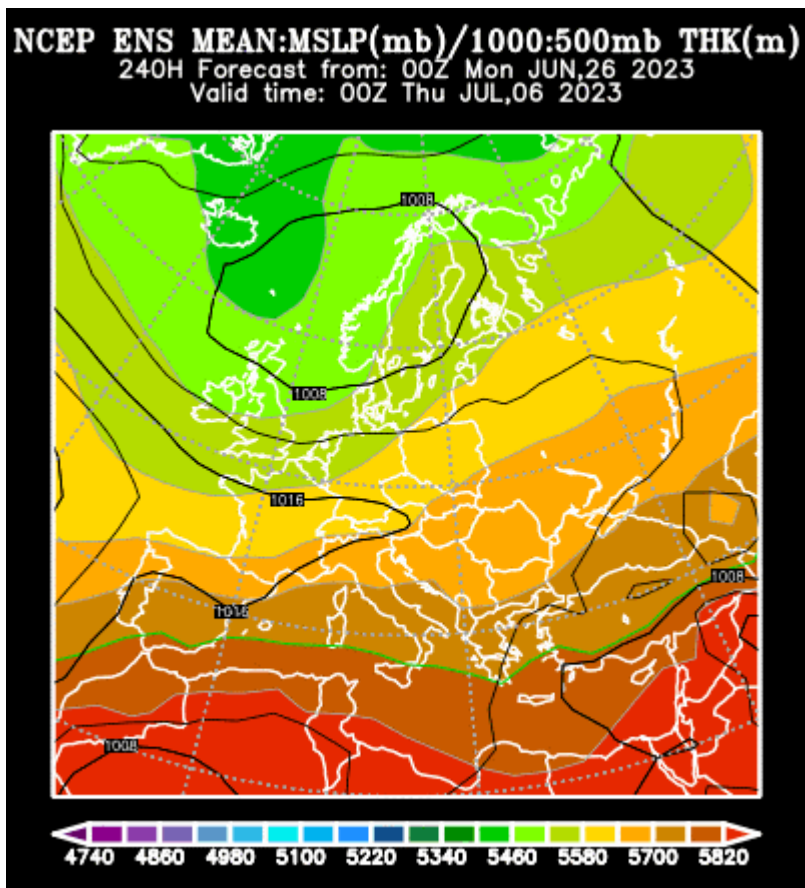 NCEP ENS MEAN:MSLP(mb)/1000:500mb THK(m)
240H Forecast from: 00Z Mon JUN,26 2023
Valid time: 00Z Thu JUL,06 2023
1008
1008
1016
1008
1016
1008
4740 4860 4980 5100 5220 5340 5460 5580 5700 5820